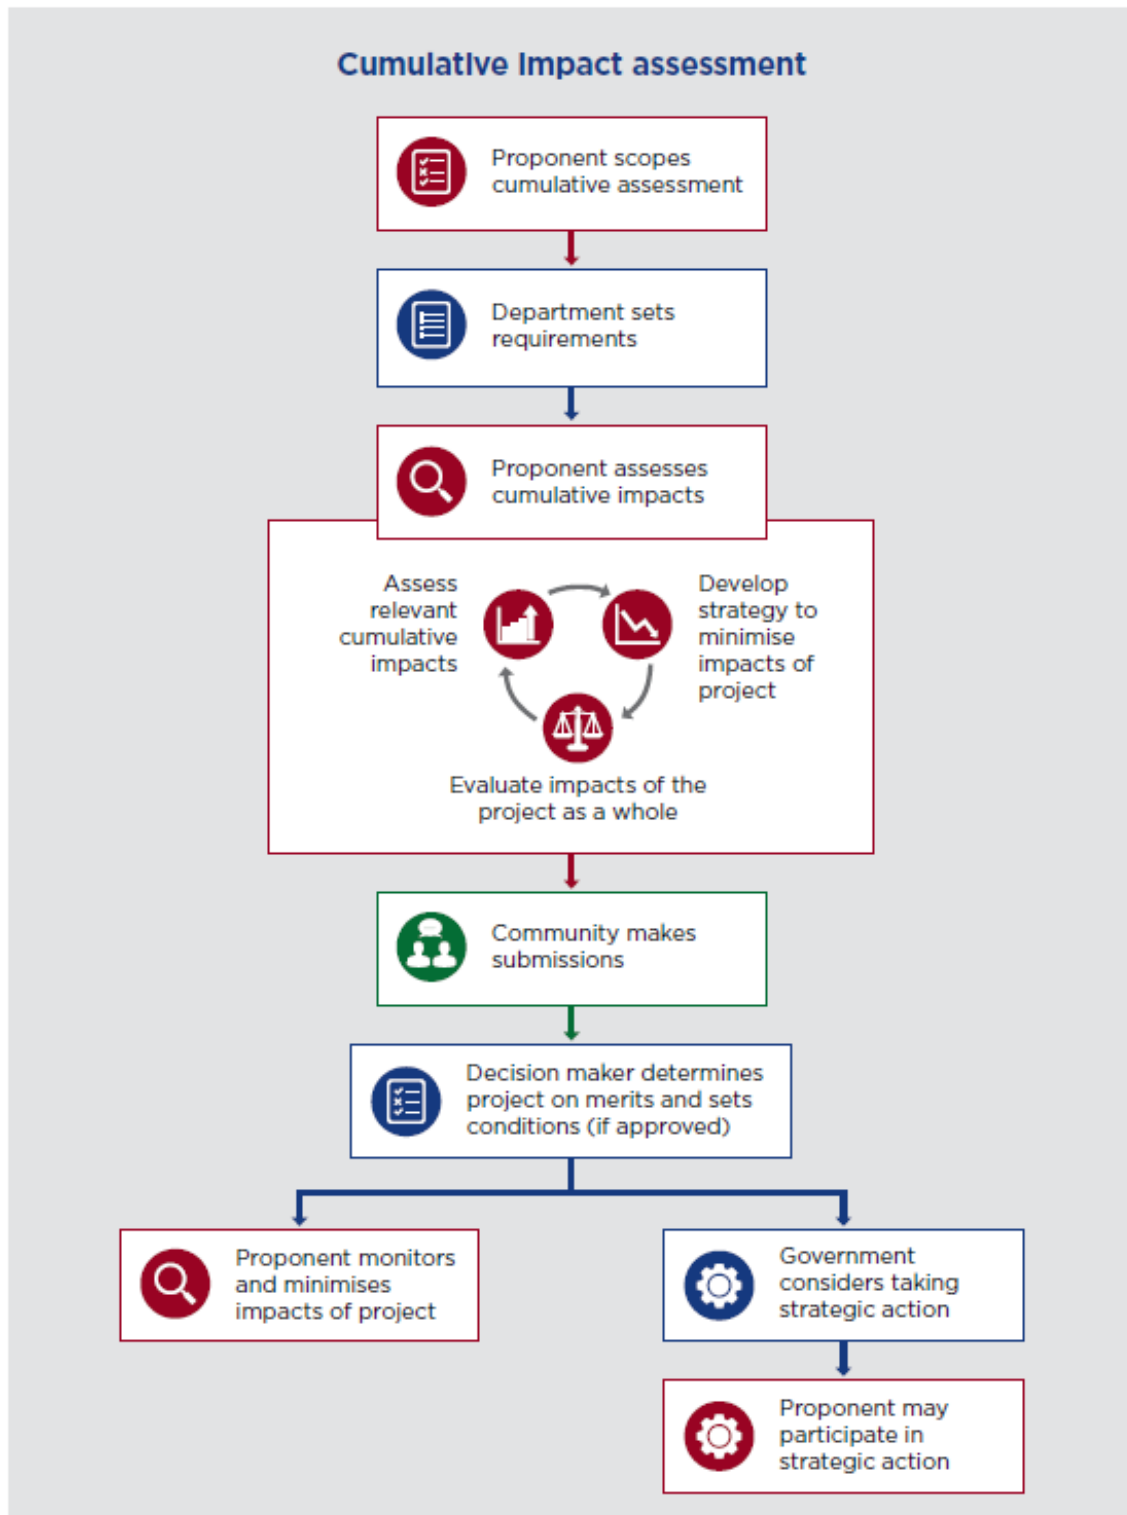 Cumulative Impact assessment
Proponent scopes
cumulative assessment
Department sets
requirements
Proponent assesses
cumulative impacts
Assess
relevant
cumulative
impacts
Develop
strategy to
minimise
impacts of
project
Evaluate impacts of the
project as a whole
Community makes
submissions
Decision maker determines
project on merits and sets
conditions (if approved)
Proponent monitors
and minimises
impacts of project
Government
considers taking
strategic action
Proponent may
participate in
strategic action